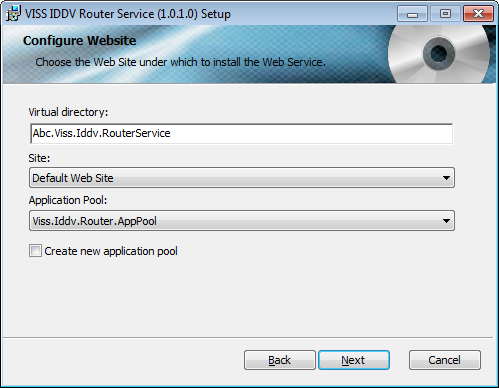 VISS IDDV Router Service (1.0.1.0) Setup
Configure Website
Choose the Web Site under which to install the Web Service.
Virtual directory:
Abc.Viss.Iddv.RouterService
Site:
Default Web Site
Application Pool:
Viss.Iddv.Router.AppPool
Create new application pool
Back Next Cancel